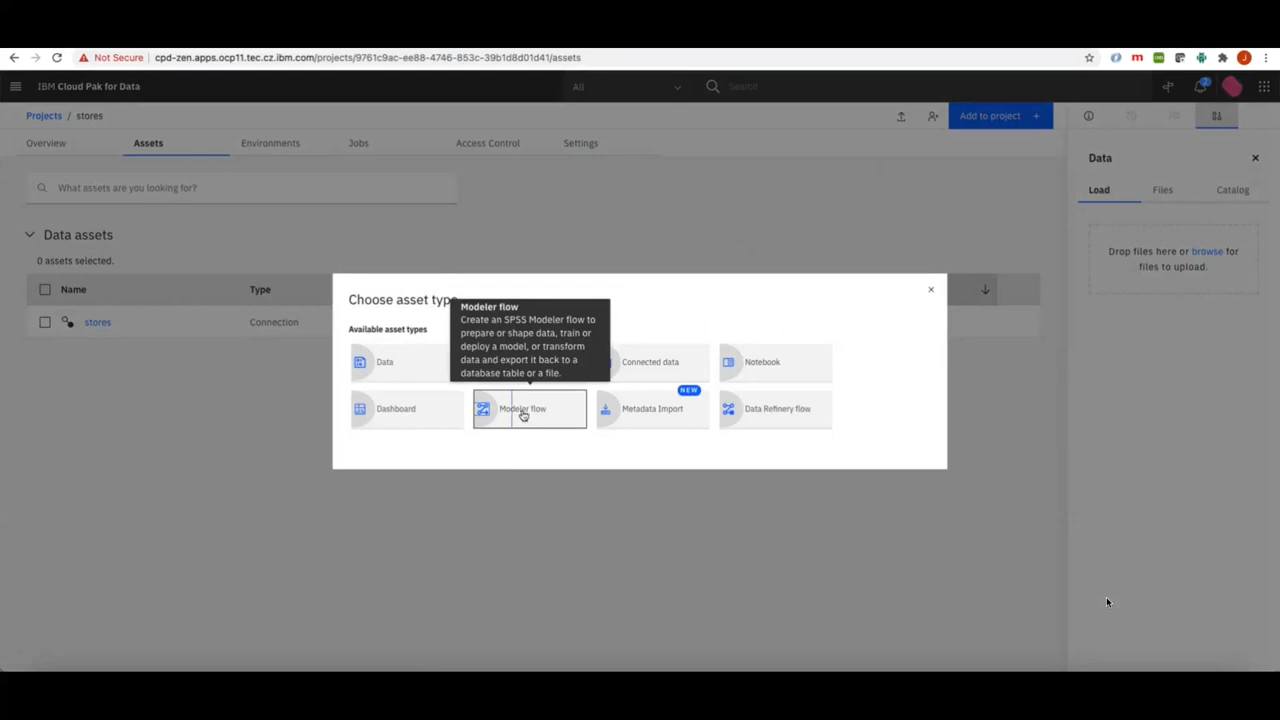 Not Secure cpd-zen.apps.ocp11.tec.cz.ibm.com/projects/9761c9ac-ee88-4746-853c-39b1d8d01d41/assets
IBM Cloud Pak for Data
All
Search
Projects / stores
Add to project +
Overview
Assets
Environments
Jobs
Access Control
Settings
What assets are you looking for?
Data assets
0 assets selected.
Name
Type
stores
Connection
Choose asset type
Available asset types
Data
Connected data
Notebook
Dashboard
Modeler flow
NEW
Metadata Import
Data Refinery flow
Modeler flow
Create an SPSS Modeler flow to
prepare or shape data, train or
deploy a model, or transform
data and export it back to a
database table or a file.
Data
Load
Files
Catalog
Drop files here or browse for
files to upload.